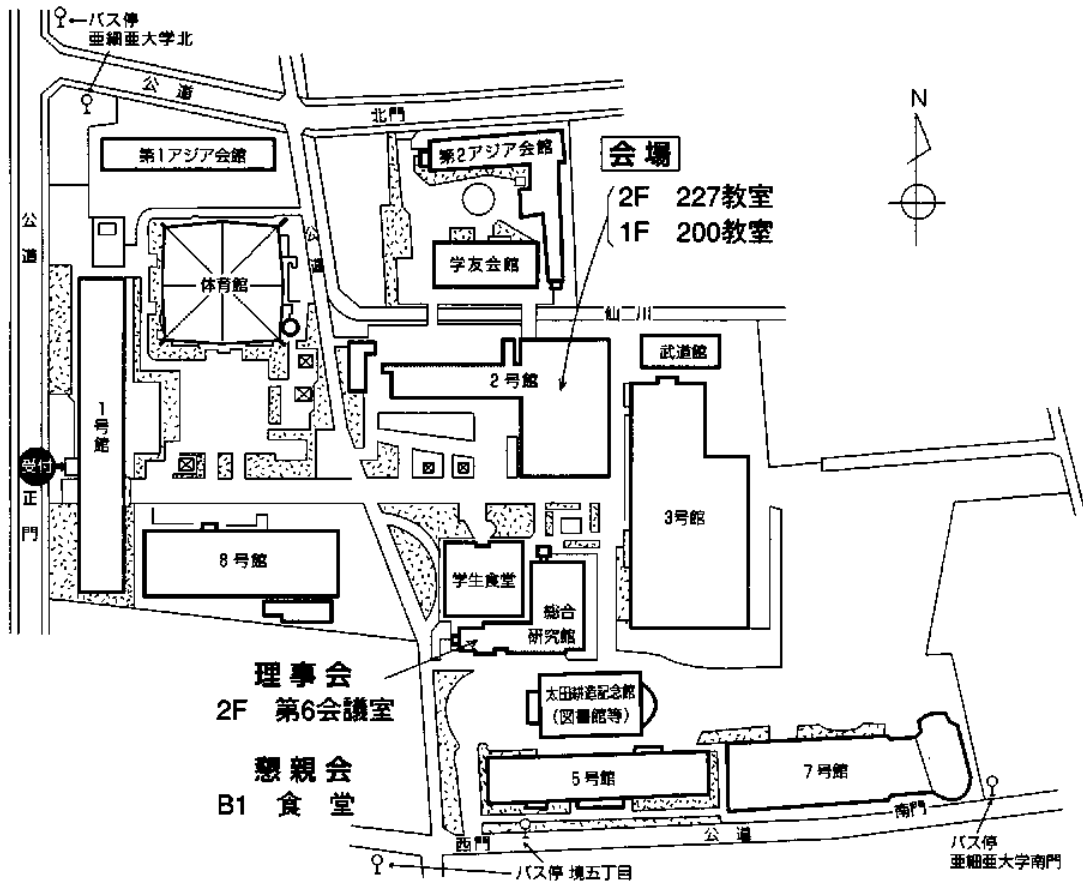 バス停
亜細亜大学北
公道
北門
第1アジア会館
第2アジア会館
会場
2F 227教室
1F 200教室
N
公道
公道
体育館
学友会館
仙川
武道館
2号館
1号館
受付
正門
3号館
8号館
学生食堂
総合
研究館
理事会
2F 第6会議室
太田耕造記念館
(図書館等)
懇親会
B1 食堂
5号館
7号館
南門
公道
西門
バス停 境五丁目
バス停
亜細亜大学南門